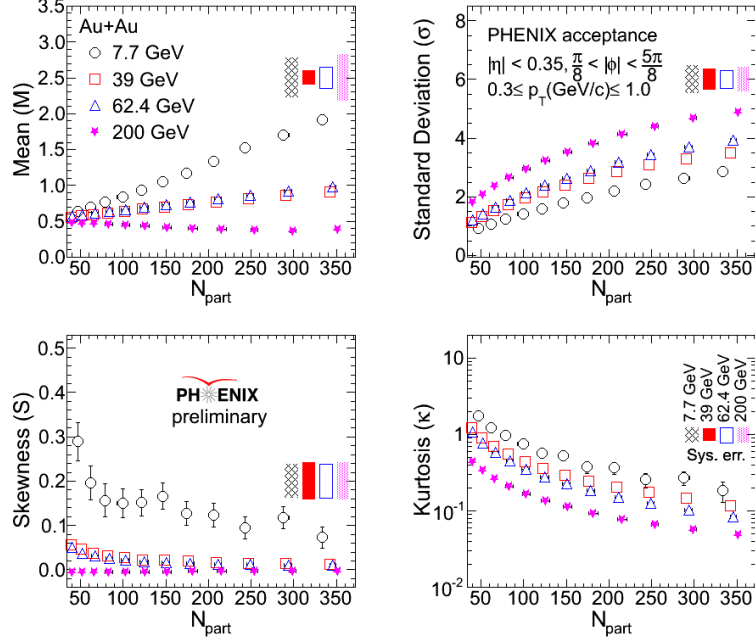 Au+Au
7.7 GeV
39 GeV
62.4 GeV
200 GeV
Mean (M)
3.5
3.0
2.5
2.0
1.5
1.0
0.5
0.0
50 100 150 200 250 300 350
N_part
PHENIX acceptance
|η| < 0.35, π/8 < |ϕ| < 5π/8
0.3≤ p_T(GeV/c)≤ 1.0
Standard Deviation (σ)
8
6
4
2
0
50 100 150 200 250 300 350
N_part
PHENIX
preliminary
Skewness (S)
0.5
0.4
0.3
0.2
0.1
0.0
50 100 150 200 250 300 350
N_part
7.7 GeV
39 GeV
62.4 GeV
200 GeV
Sys. err.
Kurtosis (κ)
10
1
10^-1
10^-2
50 100 150 200 250 300 350
N_part